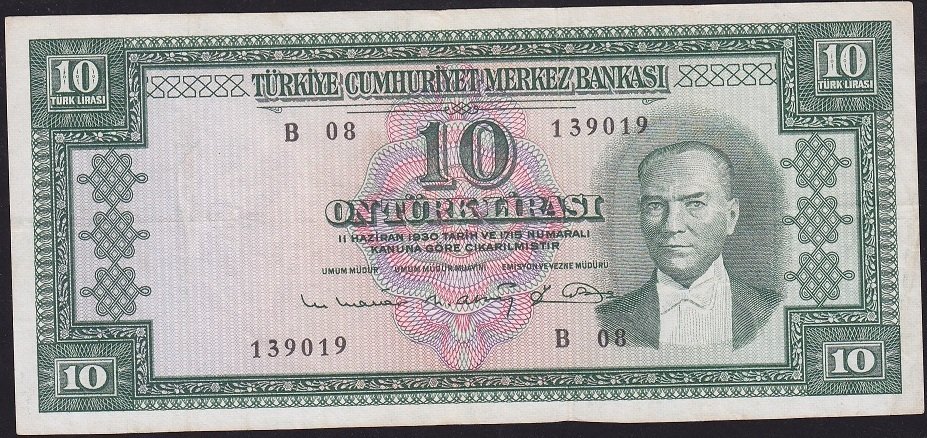 10
TÜRK LİRASI
10
TÜRK LİRASI
TÜRKİYE CUMHURİYET MERKEZ BANKASI
B 08
139019
10
ON TÜRK LİRASI
11 HAZİRAN 1930 TARİH VE 1715 NUMARALI
KANUNA GÖRE ÇIKARILMIŞTIR
UMUM MÜDÜR UMUM MÜDÜR MUAVİNİ EMİSYON VE VEZNE MÜDÜRÜ
139019
B 08
10
10